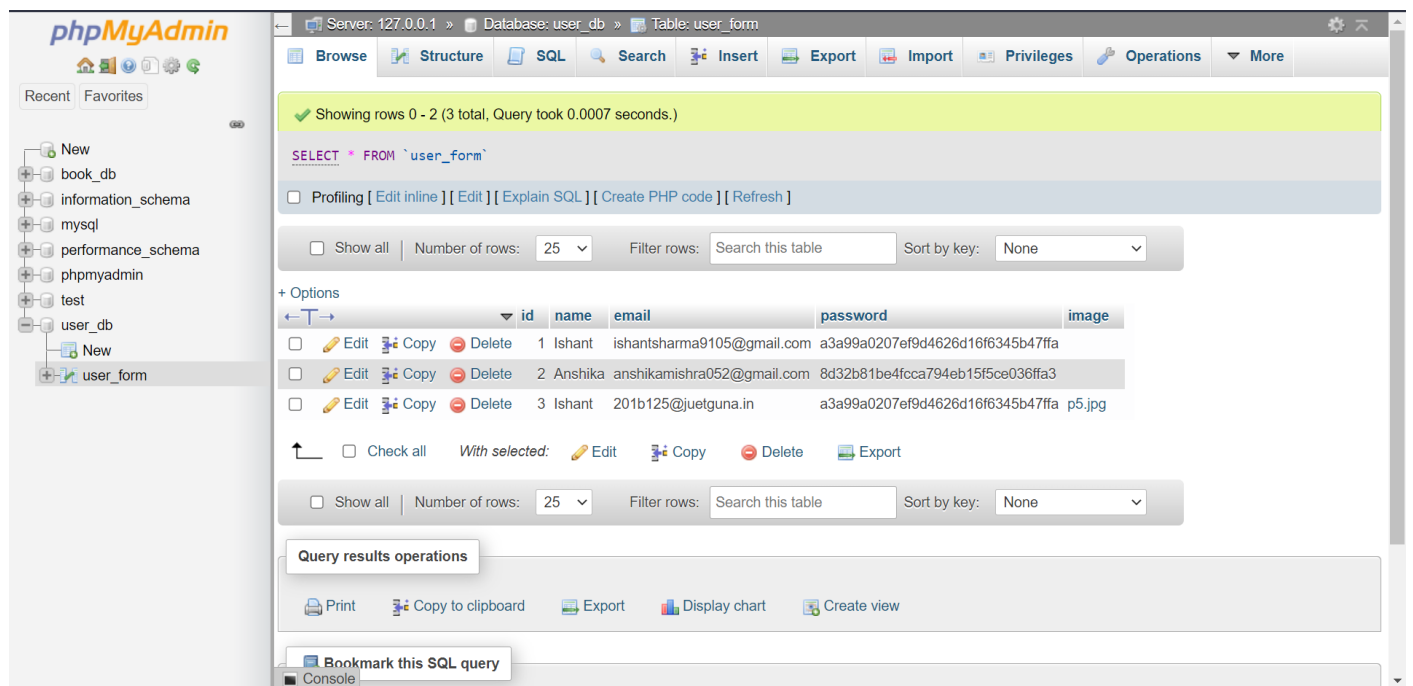 phpMyAdmin
Recent Favorites
New
book_db
information_schema
mysql
performance_schema
phpmyadmin
test
user_db
New
user_form
Server: 127.0.0.1 » Database: user_db » Table: user_form
Browse Structure SQL Search Insert Export Import Privileges Operations More
Showing rows 0 - 2 (3 total, Query took 0.0007 seconds.)
SELECT * FROM `user_form`
Profiling [ Edit inline ] [ Edit ] [ Explain SQL ] [ Create PHP code ] [ Refresh ]
Show all | Number of rows: 25 Filter rows: Search this table Sort by key: None
+ Options
←T→ id name email password image
Edit Copy Delete 1 Ishant ishantsharma9105@gmail.com a3a99a0207ef9d4626d16f6345b47ffa
Edit Copy Delete 2 Anshika anshikamishra052@gmail.com 8d32b81be4fcca794eb15f5ce036ffa3
Edit Copy Delete 3 Ishant 201b125@juetguna.in a3a99a0207ef9d4626d16f6345b47ffa p5.jpg
Check all With selected: Edit Copy Delete Export
Show all | Number of rows: 25 Filter rows: Search this table Sort by key: None
Query results operations
Print Copy to clipboard Export Display chart Create view
Bookmark this SQL query
Console